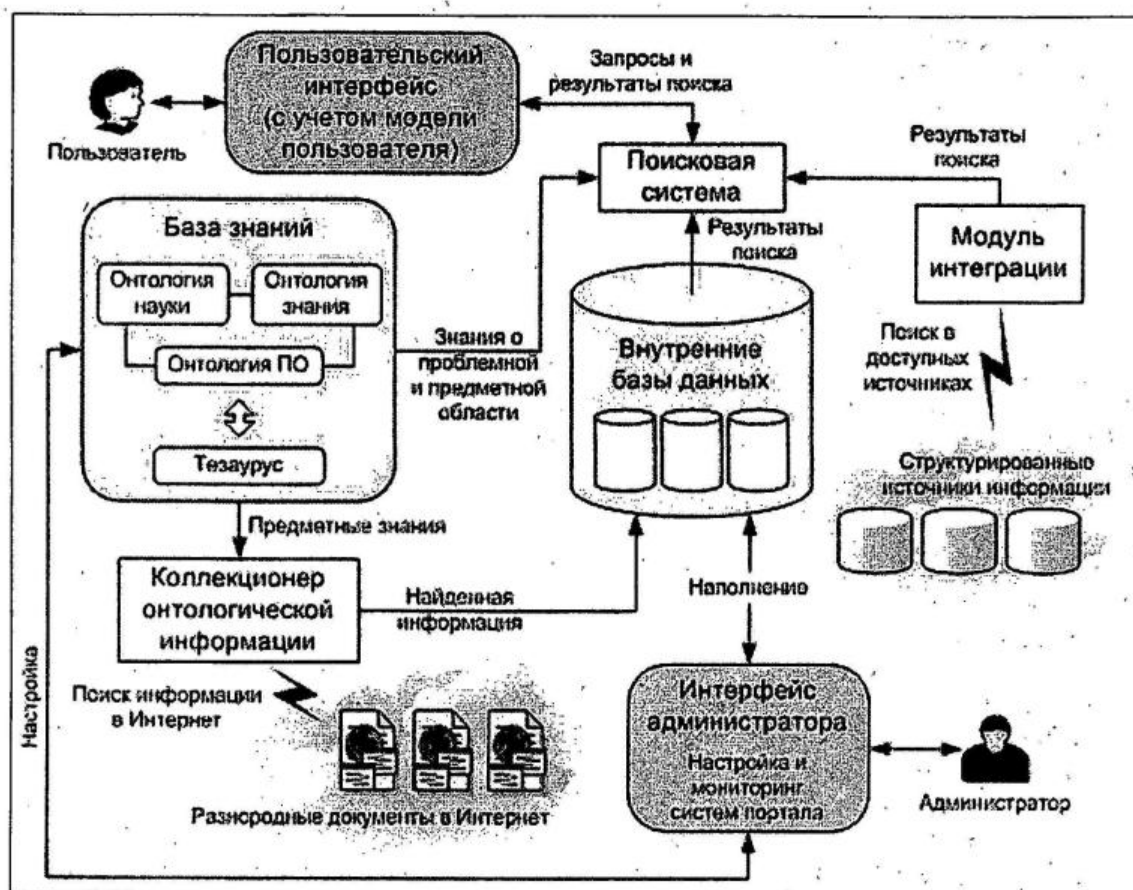 Пользовательский
интерфейс
(с учетом модели
пользователя)
Пользователь
Запросы и
результаты поиска
Поисковая
система
Результаты
поиска
Модуль
интеграции
База знаний
Онтология
науки
Онтология
знания
Онтология ПО
Тезаурус
Знания о
проблемной
и предметной
области
Результаты
поиска
Внутренние
базы данных
Поиск в
доступных
источниках
Структурированные
источники информации
Предметные знания
Коллекционер
онтологической
информации
Найденная
информация
Наполнение
Настройка
Поиск информации
в Интернет
Разнородные документы в Интернет
Интерфейс
администратора
Настройка и
мониторинг
систем портала
Администратор